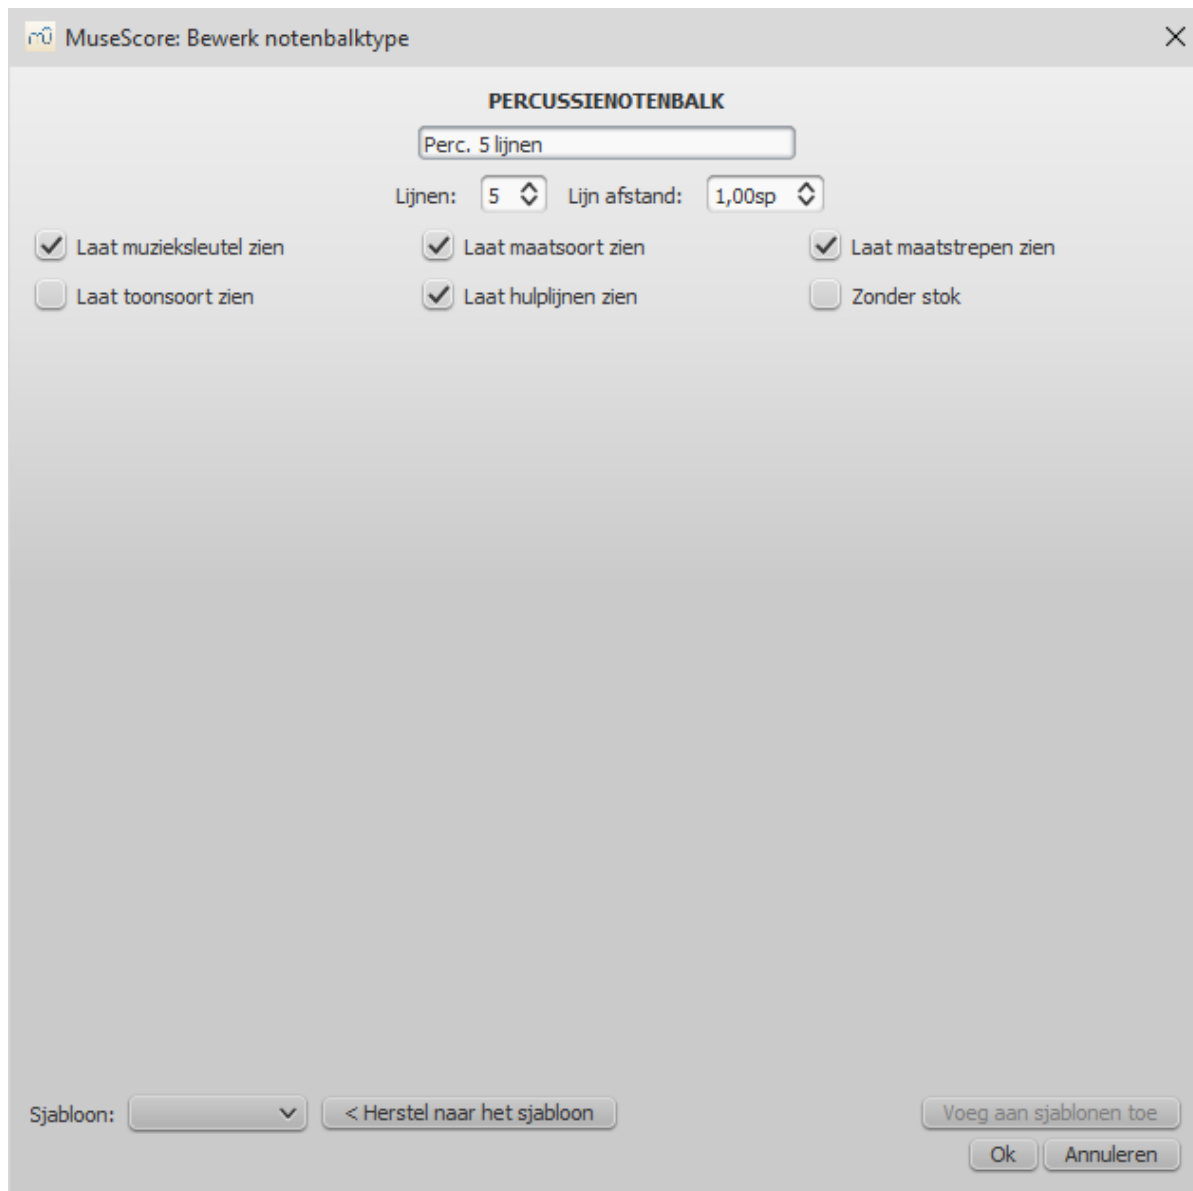 MuseScore: Bewerk notenbalktype
PERCUSSIENOTENBALK
Perc. 5 lijnen
Lijnen: 5 Lijn afstand: 1,00sp
Laat muzieksleutel zien Laat maatsoort zien Laat maatstrepen zien
Laat toonsoort zien Laat hulplijnen zien Zonder stok
Sjabloon: < Herstel naar het sjabloon Voeg aan sjablonen toe
Ok Annuleren